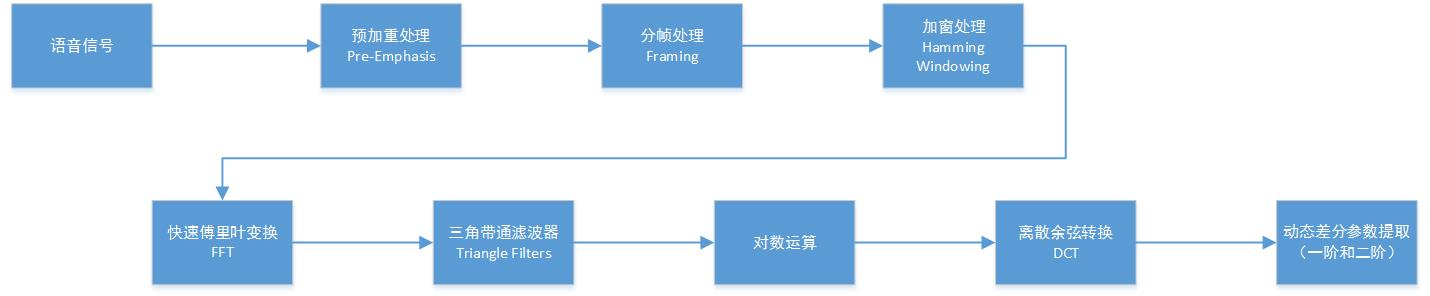 语音信号
预加重处理
Pre-Emphasis
分帧处理
Framing
加窗处理
Hamming
Windowing
快速傅里叶变换
FFT
三角带通滤波器
Triangle Filters
对数运算
离散余弦转换
DCT
动态差分参数提取
（一阶和二阶）